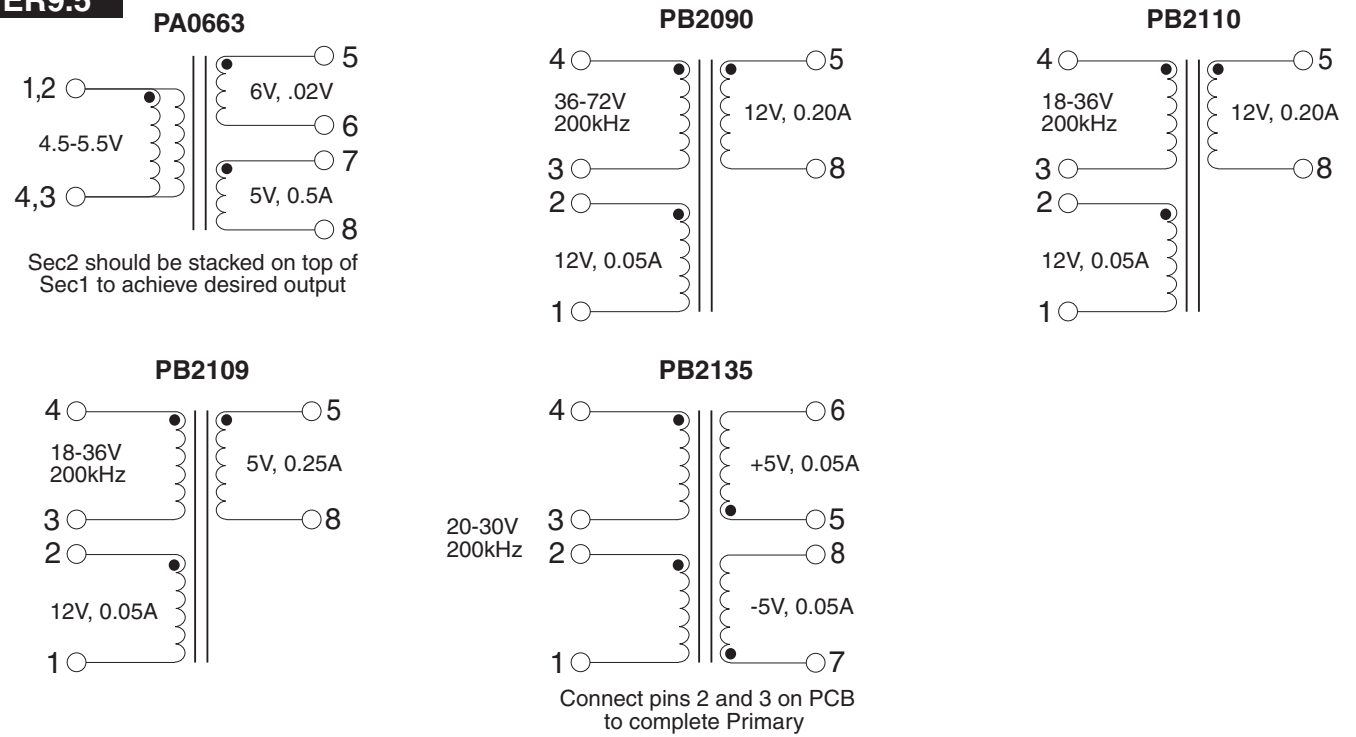 ER9.5
PA0663
1,2
4.5-5.5V
4,3
5
6V, .02V
6
7
5V, 0.5A
8
Sec2 should be stacked on top of
Sec1 to achieve desired output
PB2090
4
36-72V
200kHz
3
2
12V, 0.05A
1
5
12V, 0.20A
8
PB2110
4
18-36V
200kHz
3
2
12V, 0.05A
1
5
12V, 0.20A
8
PB2109
4
18-36V
200kHz
3
2
12V, 0.05A
1
5
5V, 0.25A
8
PB2135
4
3
20-30V
200kHz
2
1
6
+5V, 0.05A
5
8
-5V, 0.05A
7
Connect pins 2 and 3 on PCB
to complete Primary